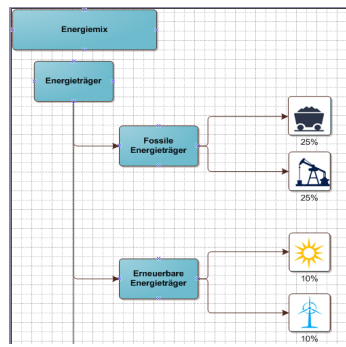 Energiemix
Energieträger
Fossile
Energieträger
25%
25%
Erneuerbare
Energieträger
10%
10%